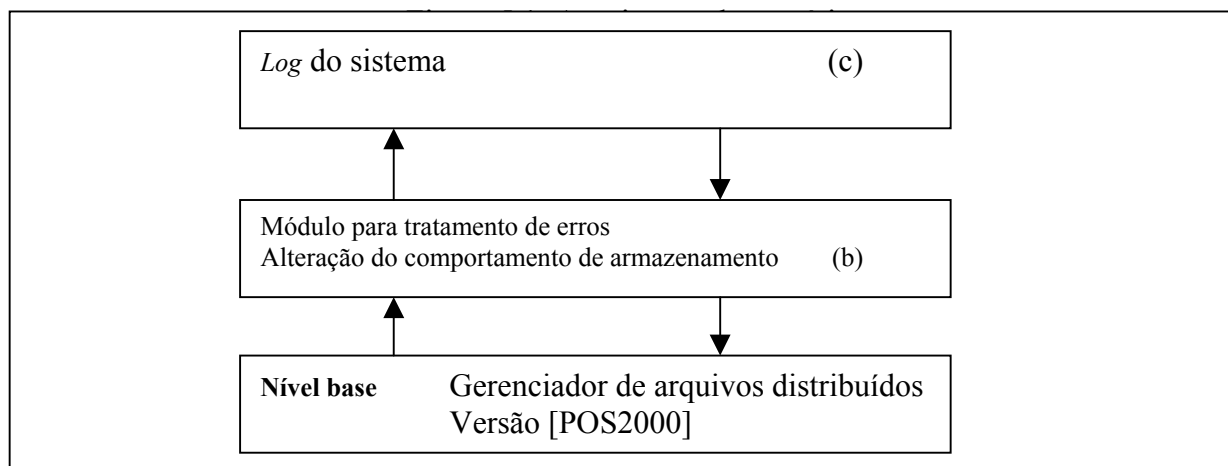 Log do sistema (c)
Módulo para tratamento de erros
Alteração do comportamento de armazenamento (b)
Nível base Gerenciador de arquivos distribuídos
Versão [POS2000]